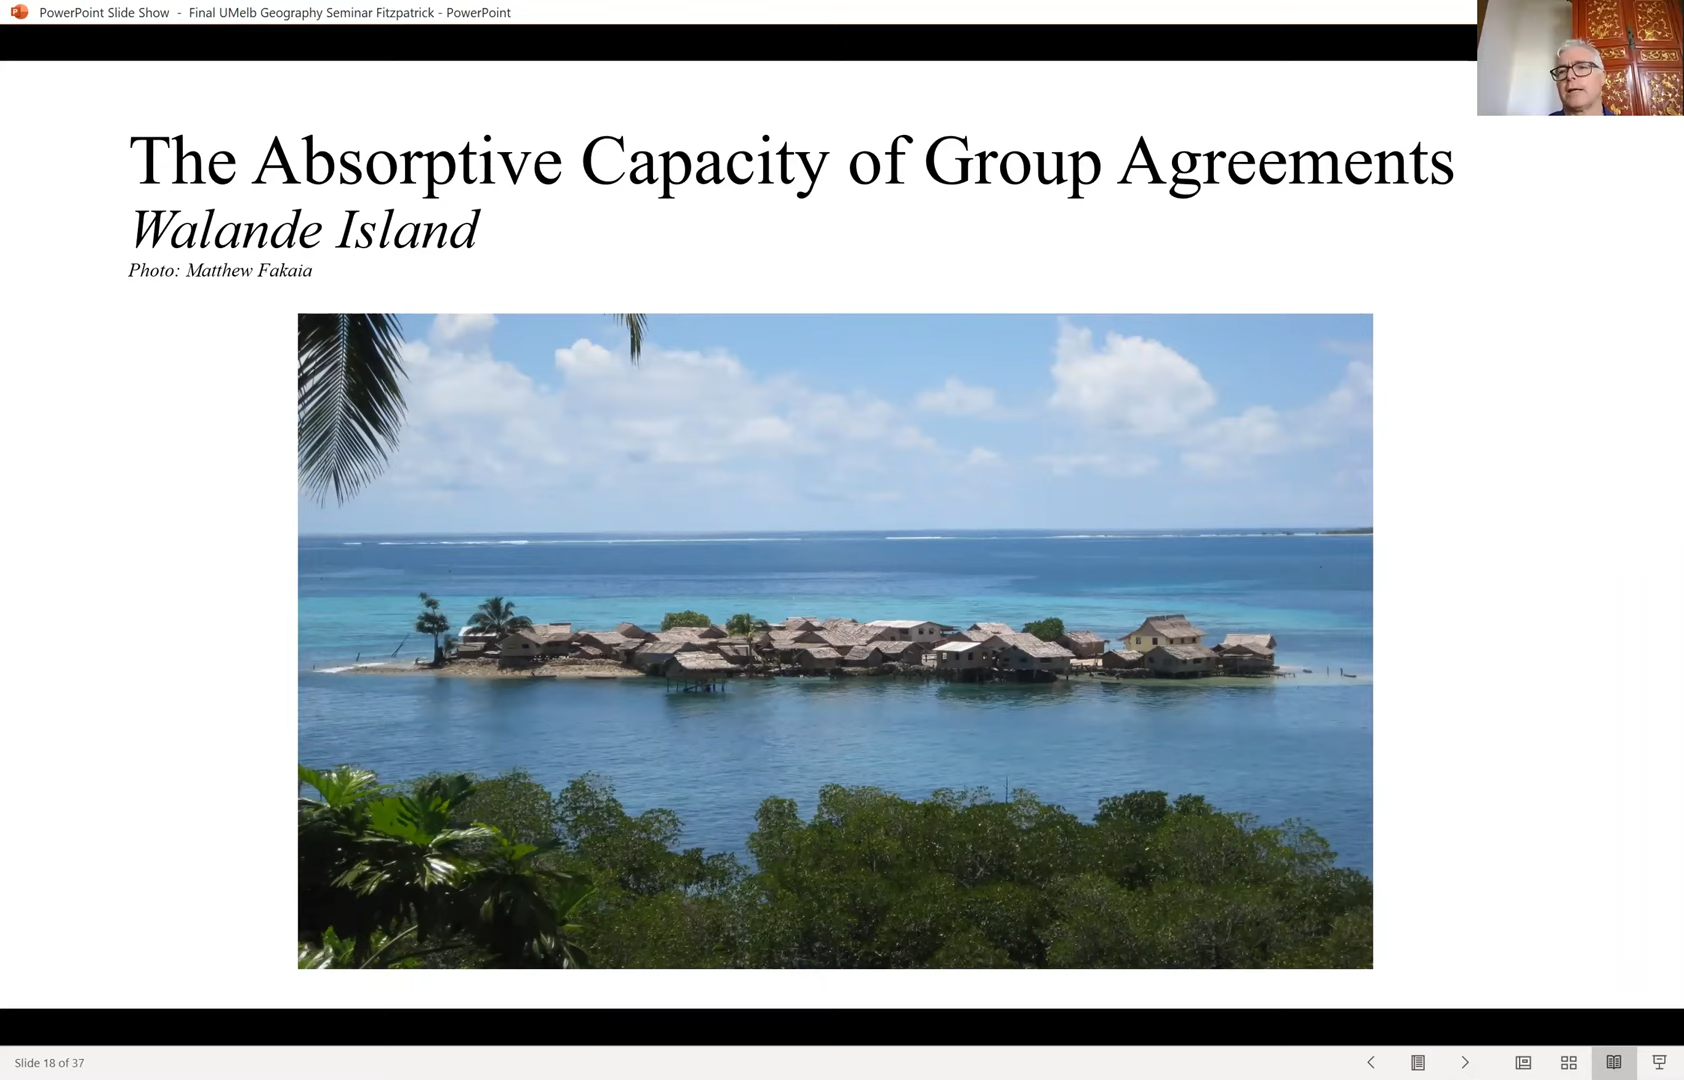 PowerPoint Slide Show - Final UMelb Geography Seminar Fitzpatrick - PowerPoint
The Absorptive Capacity of Group Agreements
Walande Island
Photo: Matthew Fakaia
Slide 18 of 37